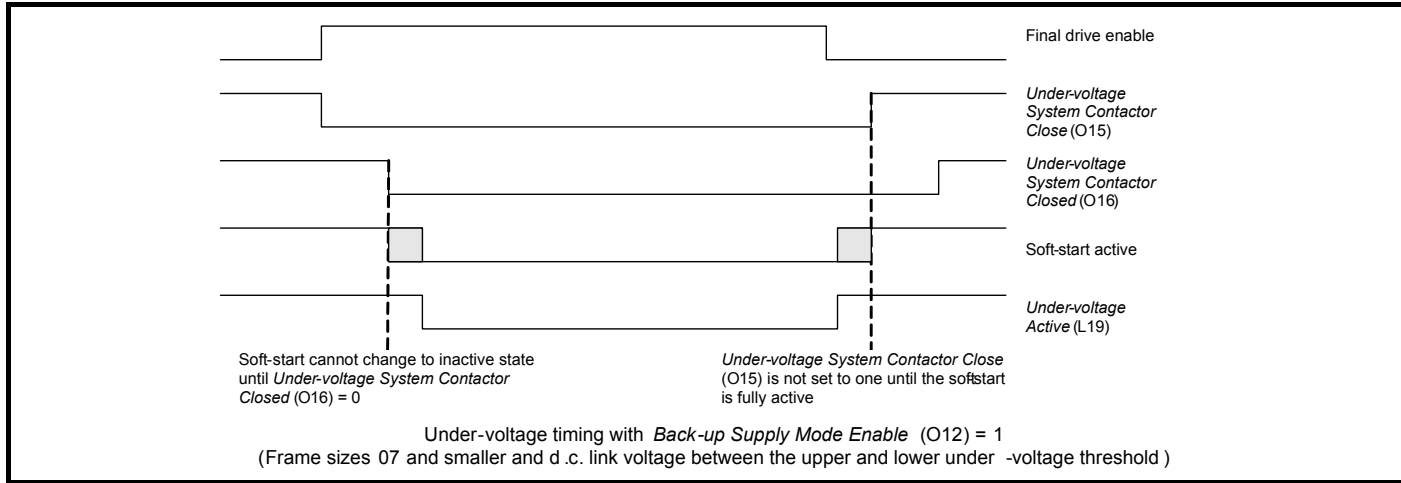 Final drive enable
Under-voltage
System Contactor
Close (O15)
Under-voltage
System Contactor
Closed (O16)
Soft-start active
Under-voltage
Active (L19)
Soft-start cannot change to inactive state
until Under-voltage System Contactor
Closed (O16) = 0
Under-voltage System Contactor Close
(O15) is not set to one until the softstart
is fully active
Under-voltage timing with Back-up Supply Mode Enable (O12) = 1
(Frame sizes 07 and smaller and d .c. link voltage between the upper and lower under -voltage threshold )